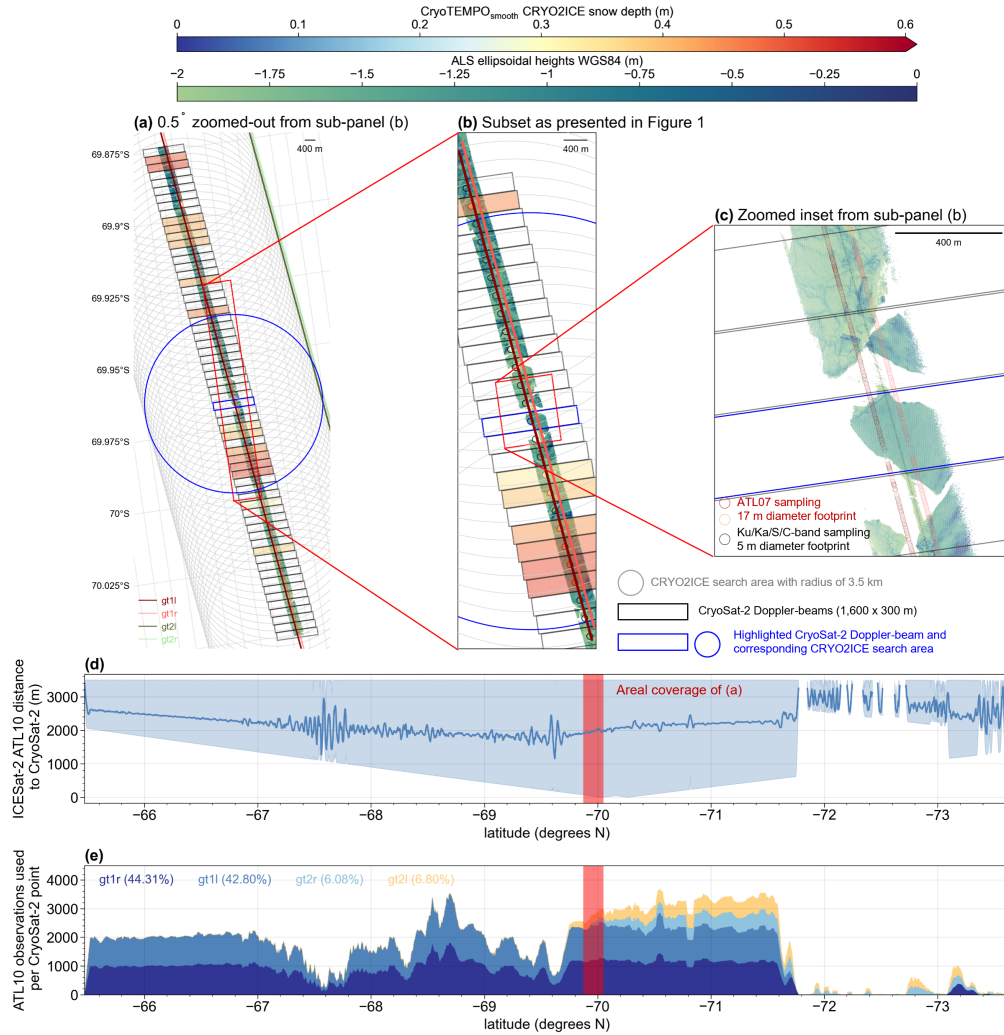 CryoTEMPOsmooth CRYO2ICE snow depth (m)
0 0.1 0.2 0.3 0.4 0.5 0.6
ALS ellipsoidal heights WGS84 (m)
−2 −1.75 −1.5 −1.25 −1 −0.75 −0.5 −0.25 0
(a) 0.5° zoomed-out from sub-panel (b)
400 m
69.875°S
69.9°S
69.925°S
69.95°S
69.975°S
70°S
70.025°S
gt1l
gt1r
gt2l
gt2r
(b) Subset as presented in Figure 1
400 m
(c) Zoomed inset from sub-panel (b)
400 m
ATL07 sampling
17 m diameter footprint
Ku/Ka/S/C-band sampling
5 m diameter footprint
CRYO2ICE search area with radius of 3.5 km
CryoSat-2 Doppler-beams (1,600 x 300 m)
Highlighted CryoSat-2 Doppler-beam and
corresponding CRYO2ICE search area
(d)
ICESat-2 ATL10 distance
to CryoSat-2 (m)
3000
2000
1000
0
Areal coverage of (a)
−66 −67 −68 −69 −70 −71 −72 −73
latitude (degrees N)
(e)
ATL10 observations used
per CryoSat-2 point
4000
3000
2000
1000
0
gt1r (44.31%) gt1l (42.80%) gt2r (6.08%) gt2l (6.80%)
−66 −67 −68 −69 −70 −71 −72 −73
latitude (degrees N)